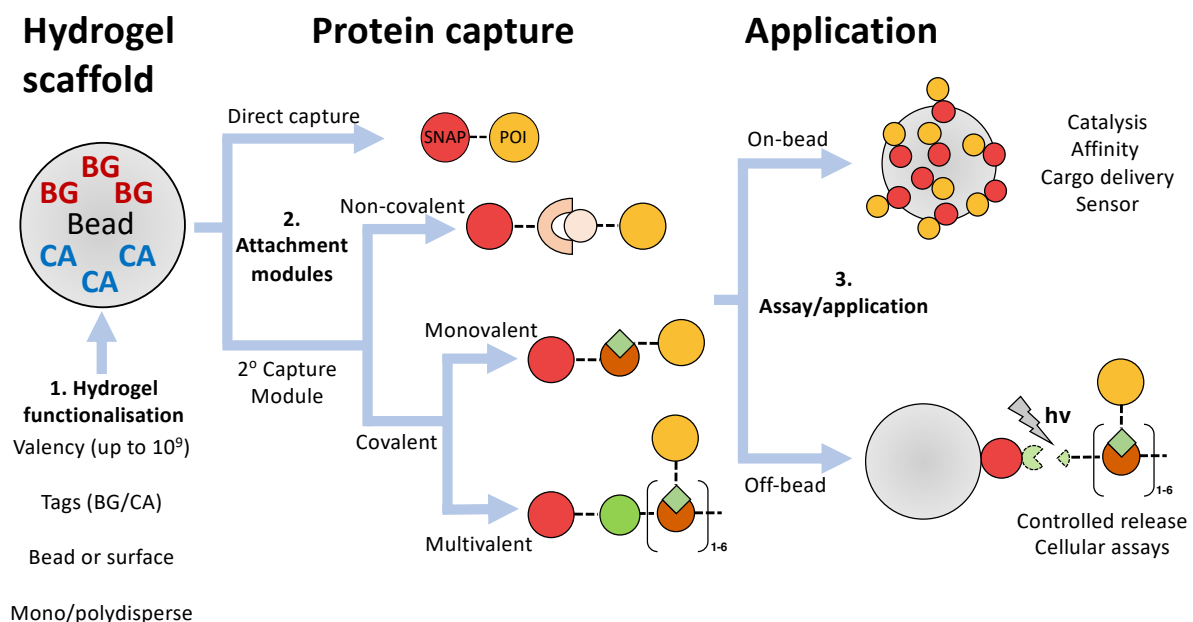 Hydrogel
scaffold
BG
BG BG
Bead
CA CA
CA
1. Hydrogel
functionalisation
Valency (up to 10⁹)
Tags (BG/CA)
Bead or surface
Mono/polydisperse
Protein capture
Direct capture
SNAP POI
2.
Attachment
modules
Non-covalent
2º Capture
Module
Monovalent
Covalent
Multivalent
1-6
Application
On-bead
Catalysis
Affinity
Cargo delivery
Sensor
3.
Assay/application
Off-bead
hv
1-6
Controlled release
Cellular assays